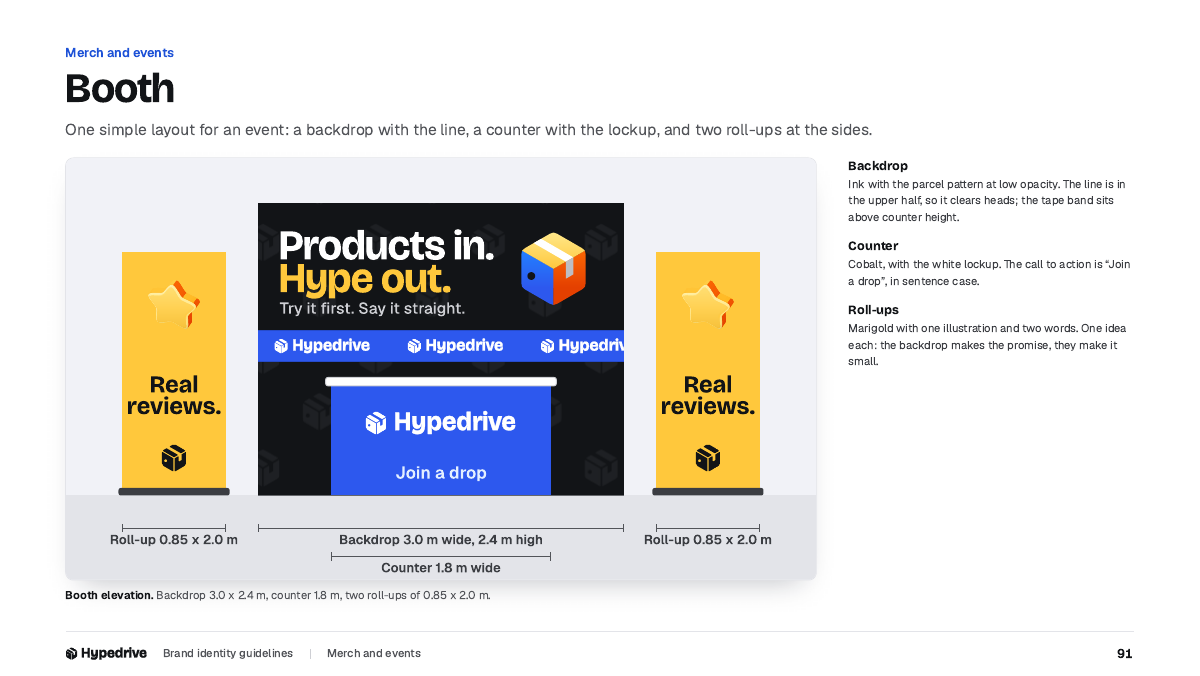 Merch and events
Booth
One simple layout for an event: a backdrop with the line, a counter with the lockup, and two roll-ups at the sides.
Products in.
Hype out.
Try it first. Say it straight.
Hypedrive Hypedrive Hypedriv
Real
reviews.
Hypedrive
Join a drop
Real
reviews.
Roll-up 0.85 x 2.0 m
Backdrop 3.0 m wide, 2.4 m high
Roll-up 0.85 x 2.0 m
Counter 1.8 m wide
Booth elevation. Backdrop 3.0 x 2.4 m, counter 1.8 m, two roll-ups of 0.85 x 2.0 m.
Backdrop
Ink with the parcel pattern at low opacity. The line is in
the upper half, so it clears heads; the tape band sits
above counter height.
Counter
Cobalt, with the white lockup. The call to action is “Join
a drop”, in sentence case.
Roll-ups
Marigold with one illustration and two words. One idea
each: the backdrop makes the promise, they make it
small.
Hypedrive Brand identity guidelines Merch and events 91